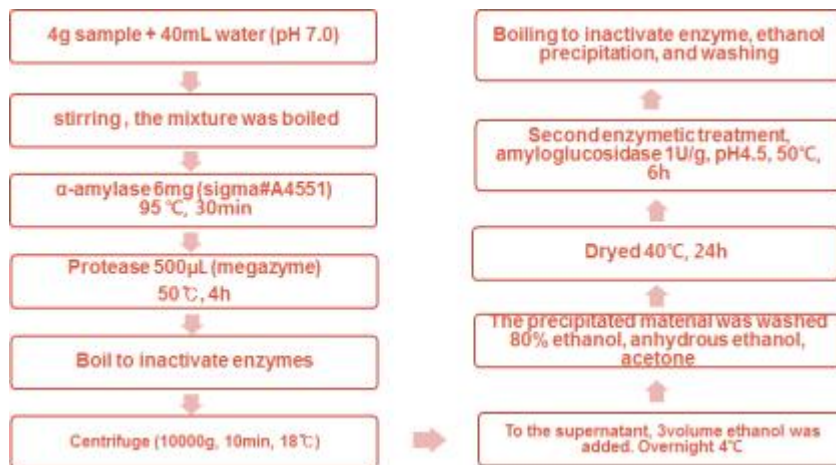 4g sample + 40mL water (pH 7.0)
stirring , the mixture was boiled
α-amylase 6mg (sigma#A4551)
95 ℃, 30min
Protease 500μL (megazyme)
50℃, 4h
Boil to inactivate enzymes
Centrifuge (10000g, 10min, 18℃)
To the supernatant, 3volume ethanol was
added. Overnight 4℃
The precipitated material was washed
80% ethanol, anhydrous ethanol,
acetone
Dryed 40℃, 24h
Second enzymetic treatment,
amyloglucosidase 1U/g, pH4.5, 50℃,
6h
Boiling to inactivate enzyme, ethanol
precipitation, and washing